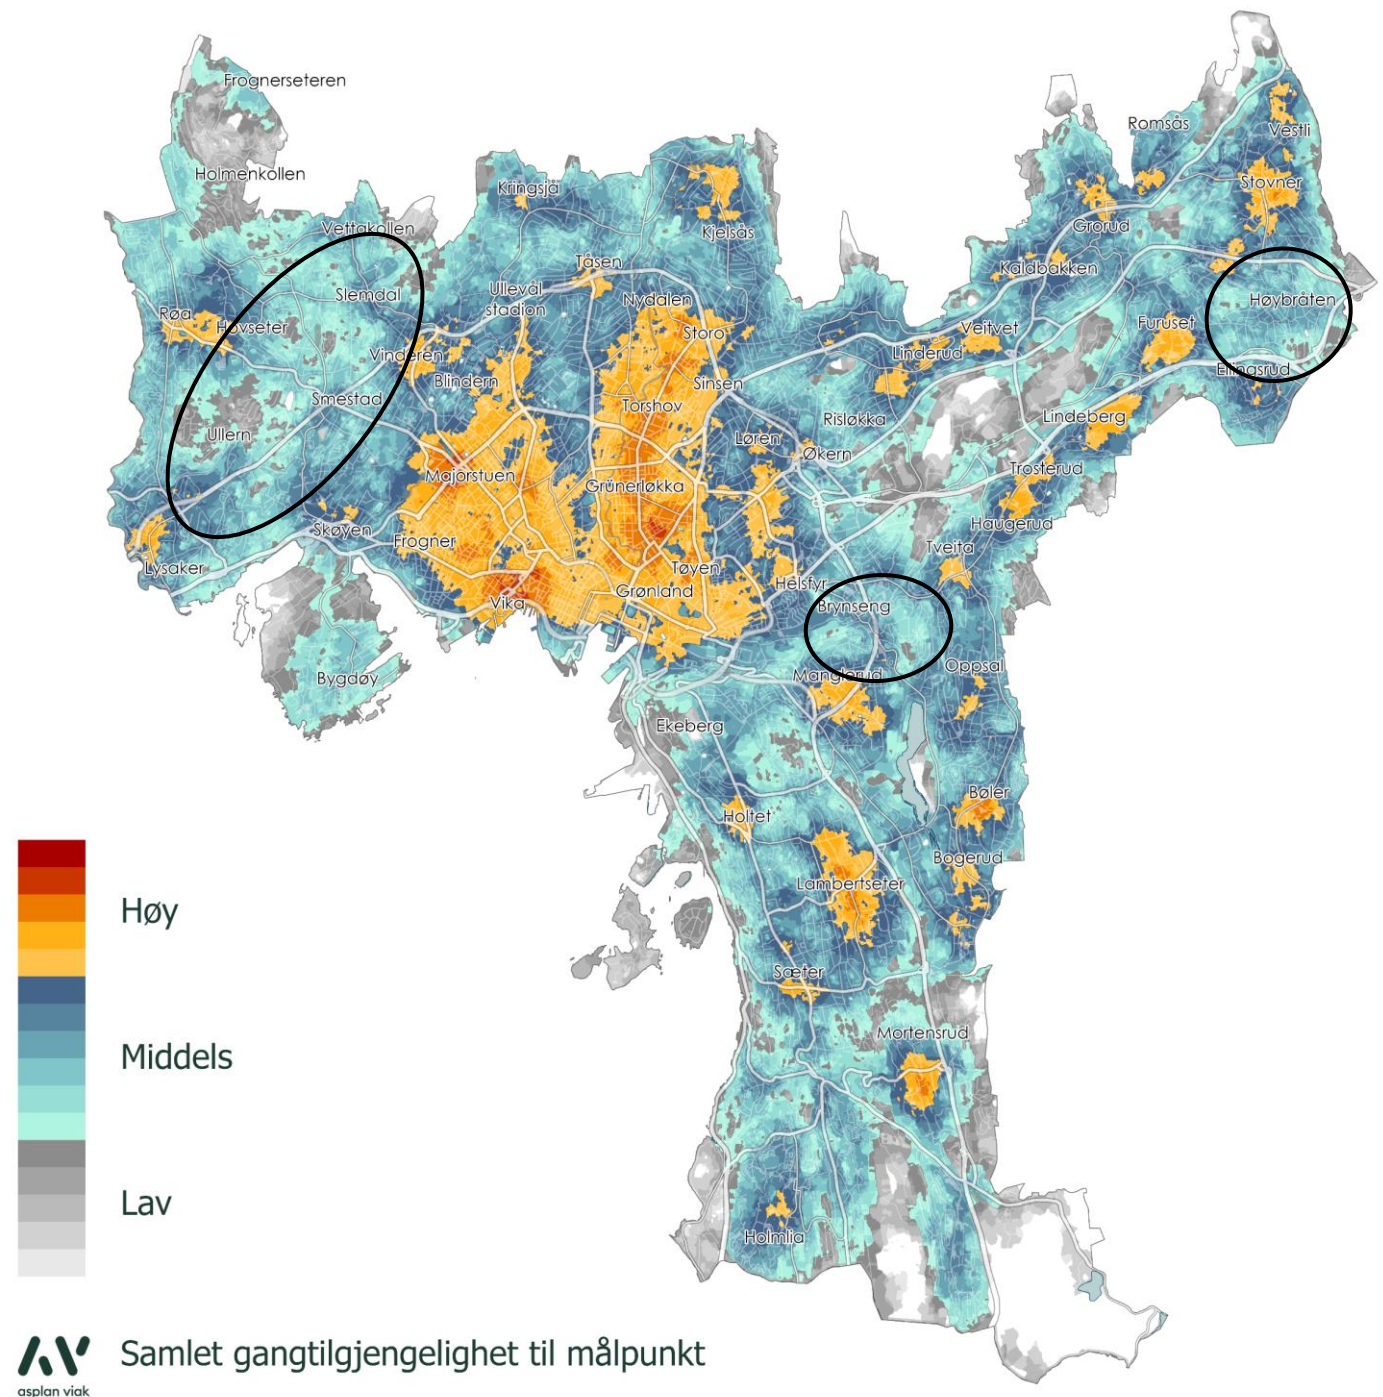 Frognerseteren
Holmenkollen
Vettakollen
Kringsjå
Kjelsås
Romsås
Vestli
Stovner
Grorud
Kaldbakken
Høybråten
Tåsen
Ullevål
stadion
Nydalen
Storo
Slemdal
Røa
Hovseter
Vinderen
Blindern
Veitvet
Linderud
Furuset
Ellingsrud
Sinsen
Torshov
Smestad
Ullern
Risløkka
Lindeberg
Løren
Økern
Trosterud
Majorstuen
Grünerløkka
Haugerud
Skøyen
Frogner
Tveita
Lysaker
Tøyen
Helsfyr
Grønland
Vika
Brynseng
Bygdøy
Manglerud
Oppsal
Ekeberg
Holtet
Bøler
Bogerud
Lambertseter
Høy
Sæter
Mortensrud
Middels
Lav
Holmlia
asplan viak
Samlet gangtilgjengelighet til målpunkt